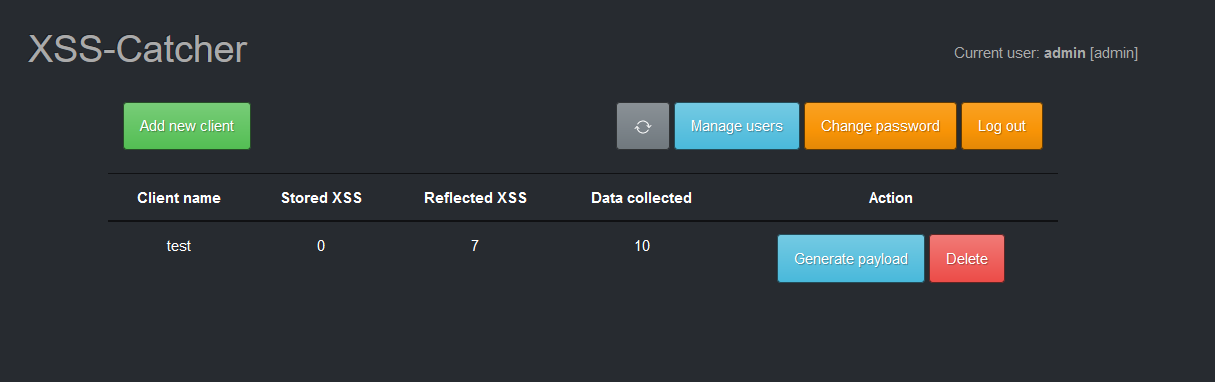 XSS-Catcher
Current user: admin [admin]
Add new client
Manage users
Change password
Log out
Client name Stored XSS Reflected XSS Data collected Action
test 0 7 10 Generate payload Delete